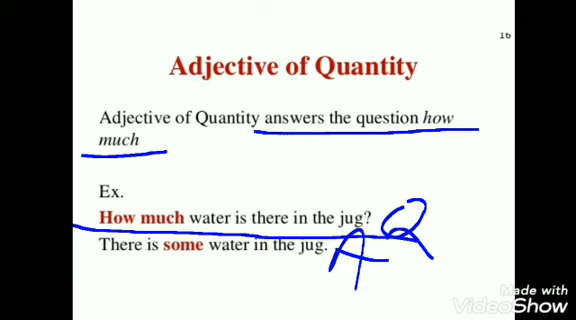 16
Adjective of Quantity
Adjective of Quantity answers the question how
much
Ex.
How much water is there in the jug?
There is some water in the jug.
A Q
Made with
VideoShow